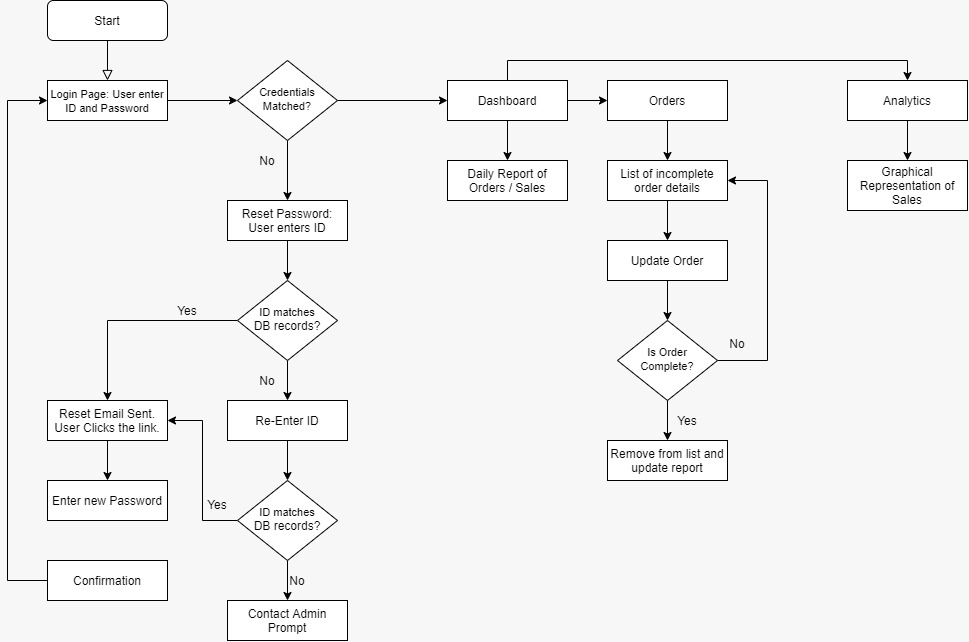 Start
Login Page: User enter
ID and Password
Credentials
Matched?
Dashboard
Orders
Analytics
No
Daily Report of
Orders / Sales
List of incomplete
order details
Graphical
Representation of
Sales
Reset Password:
User enters ID
Update Order
Yes
ID matches
DB records?
No
Is Order
Complete?
No
Reset Email Sent.
User Clicks the link.
Re-Enter ID
Yes
Remove from list and
update report
Enter new Password
Yes
ID matches
DB records?
Confirmation
No
Contact Admin
Prompt